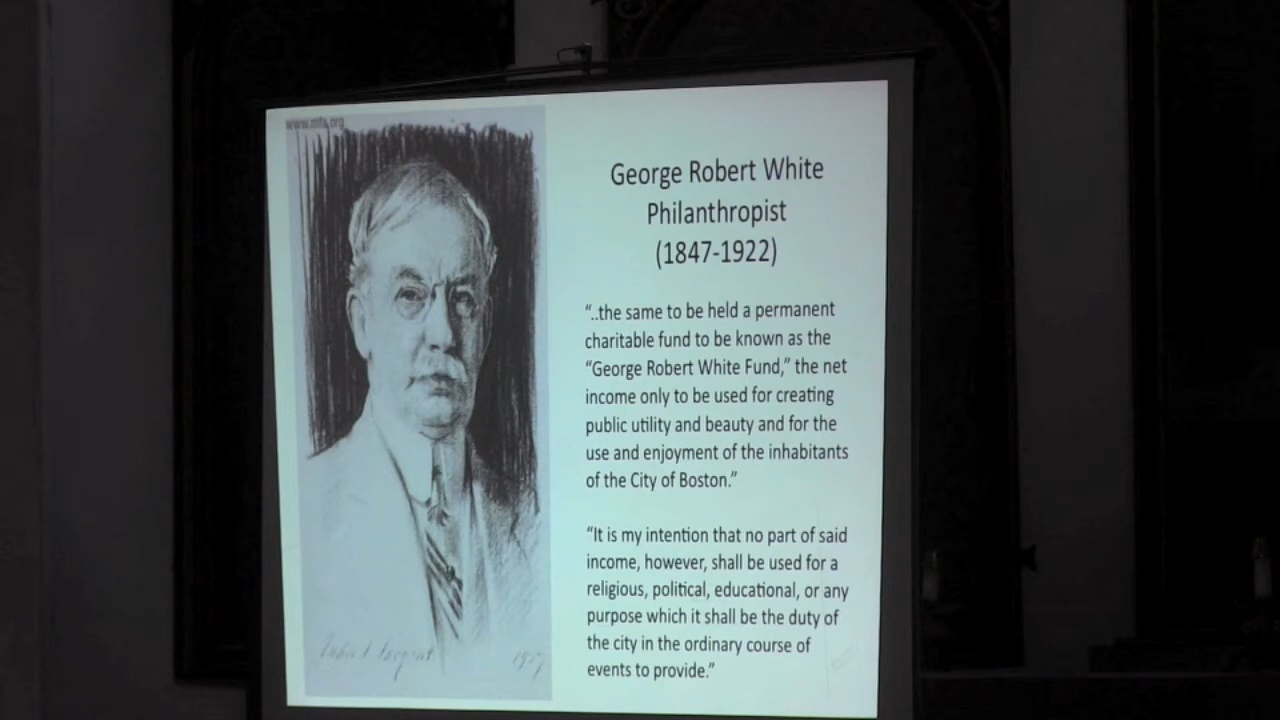 www.mfa.org
George Robert White
Philanthropist
(1847-1922)
“..the same to be held a permanent
charitable fund to be known as the
“George Robert White Fund,” the net
income only to be used for creating
public utility and beauty and for the
use and enjoyment of the inhabitants
of the City of Boston.”
“It is my intention that no part of said
income, however, shall be used for a
religious, political, educational, or any
purpose which it shall be the duty of
the city in the ordinary course of
events to provide.”